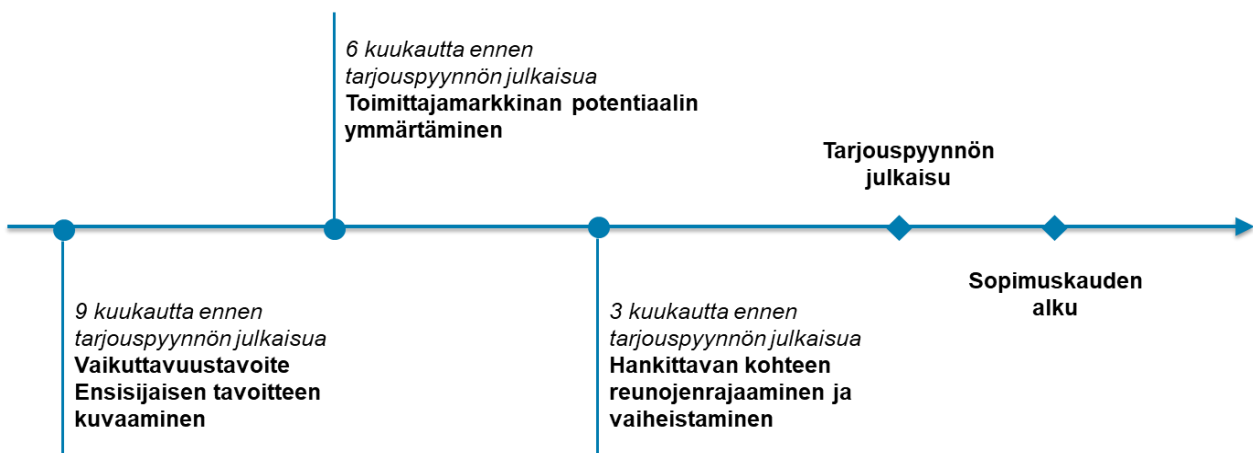 6 kuukautta ennen
tarjouspyynnön julkaisua
Toimittajamarkkinan potentiaalin
ymmärtäminen
Tarjouspyynnön
julkaisu
9 kuukautta ennen
tarjouspyynnön julkaisua
Vaikuttavuustavoite
Ensisijaisen tavoitteen
kuvaaminen
3 kuukautta ennen
tarjouspyynnön julkaisua
Hankittavan kohteen
reunojenrajaaminen ja
vaiheistaminen
Sopimuskauden
alku